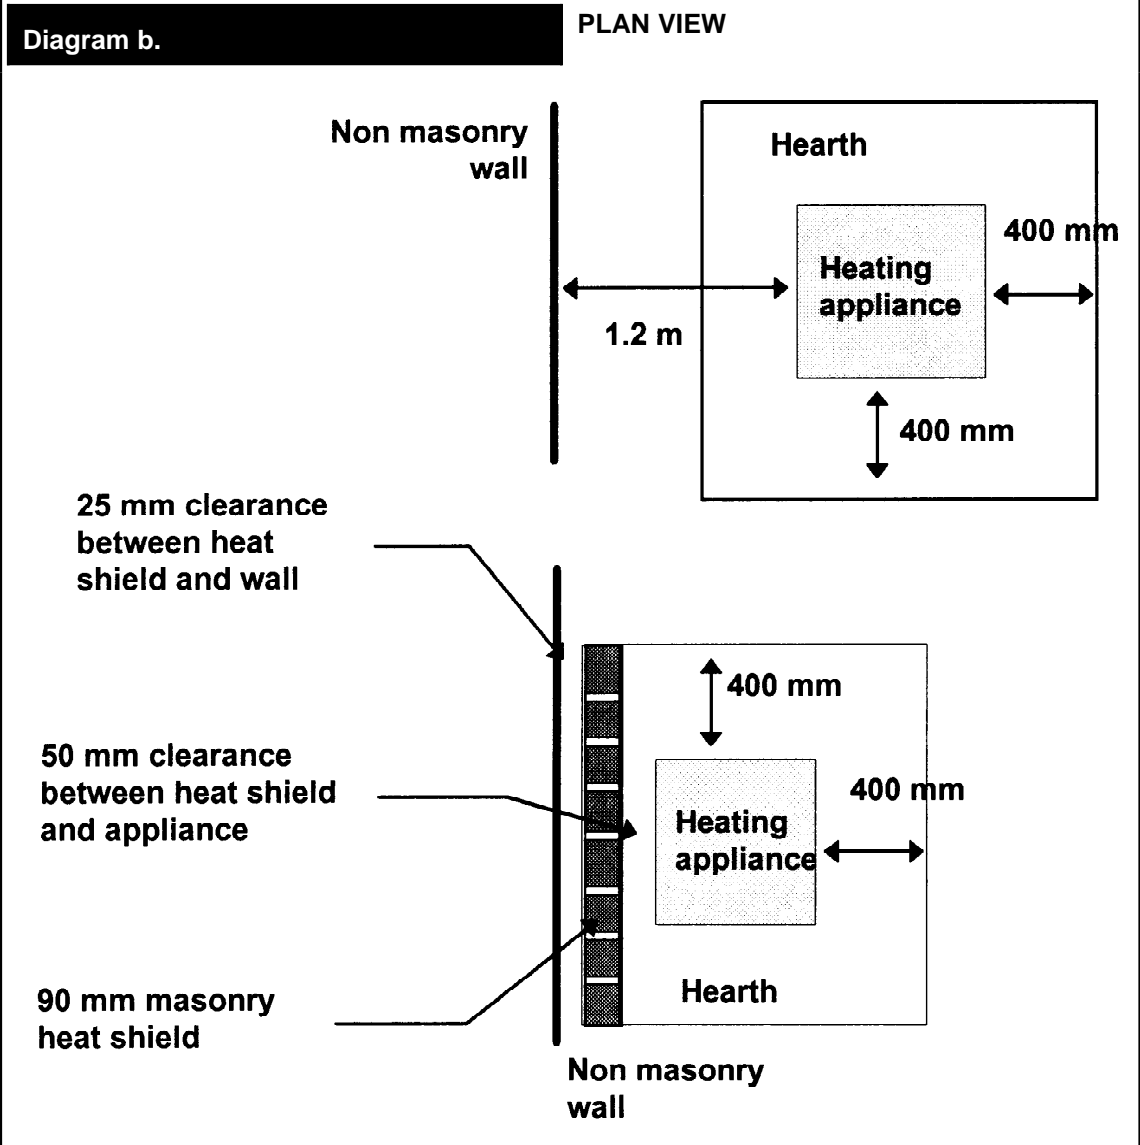 Diagram b.
PLAN VIEW
Non masonry
wall
Hearth
400 mm
Heating
appliance
1.2 m
400 mm
25 mm clearance
between heat
shield and wall
400 mm
50 mm clearance
between heat shield
and appliance
400 mm
Heating
appliance
90 mm masonry
heat shield
Hearth
Non masonry
wall